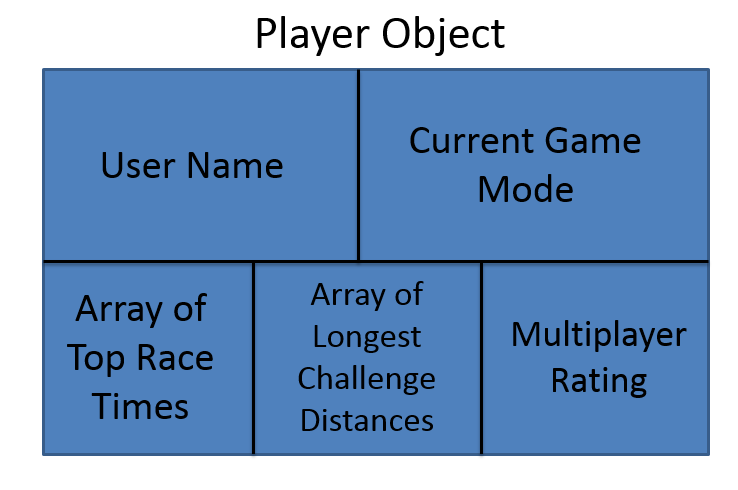 Player Object
User Name
Current Game
Mode
Array of
Top Race
Times
Array of
Longest
Challenge
Distances
Multiplayer
Rating